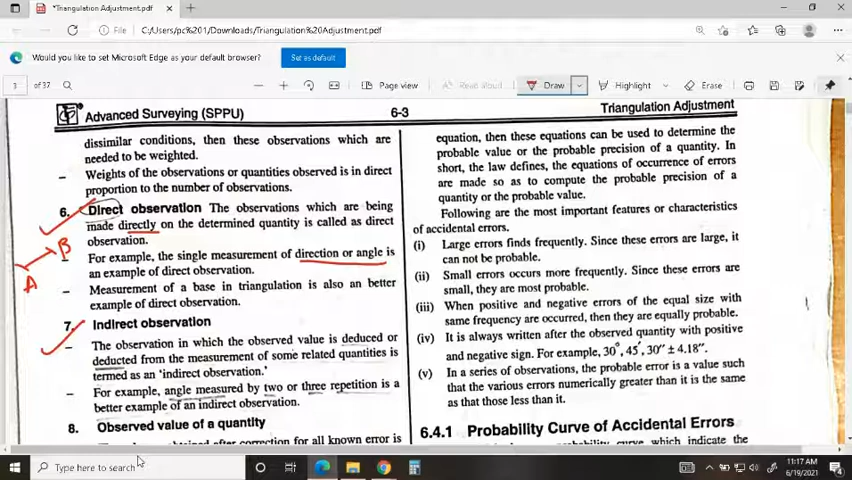 *Triangulation Adjustment.pdf
File
C:/Users/pc%201/Downloads/Triangulation%20Adjustment.pdf
Would you like to set Microsoft Edge as your default browser?
Set as default
1 of 37
Page view
Read aloud
Draw
Highlight
Erase
Advanced Surveying (SPPU)
6-3
Triangulation Adjustment
dissimilar conditions, then these observations which are
needed to be weighted.
– Weights of the observations or quantities observed is in direct
proportion to the number of observations.
6. Direct observation The observations which are being
made directly on the determined quantity is called as direct
observation.
– For example, the single measurement of direction or angle is
an example of direct observation.
– Measurement of a base in triangulation is also an better
example of direct observation.
A
B
7. Indirect observation
– The observation in which the observed value is deduced or
deducted from the measurement of some related quantities is
termed as an 'indirect observation.'
– For example, angle measured by two or three repetition is a
better example of an indirect observation.
8. Observed value of a quantity
after correction for all known error is
equation, then these equations can be used to determine the
probable value or the probable precision of a quantity. In
short, the law defines, the equations of occurrence of errors
are made so as to compute the probable precision of a
quantity or the probable value.
Following are the most important features or characteristics
of accidental errors.
(i) Large errors finds frequently. Since these errors are large, it
can not be probable.
(ii) Small errors occurs more frequently. Since these errors are
small, they are most probable.
(iii) When positive and negative errors of the equal size with
same frequency are occurred, then they are equally probable.
(iv) It is always written after the observed quantity with positive
and negative sign. For example, 30°, 45′, 30″ ± 4.18″.
(v) In a series of observations, the probable error is a value such
that the various errors numerically greater than it is the same
as that those less than it.
6.4.1 Probability Curve of Accidental Errors
probability curve which indicate the
Type here to search
11:17 AM
6/19/2021